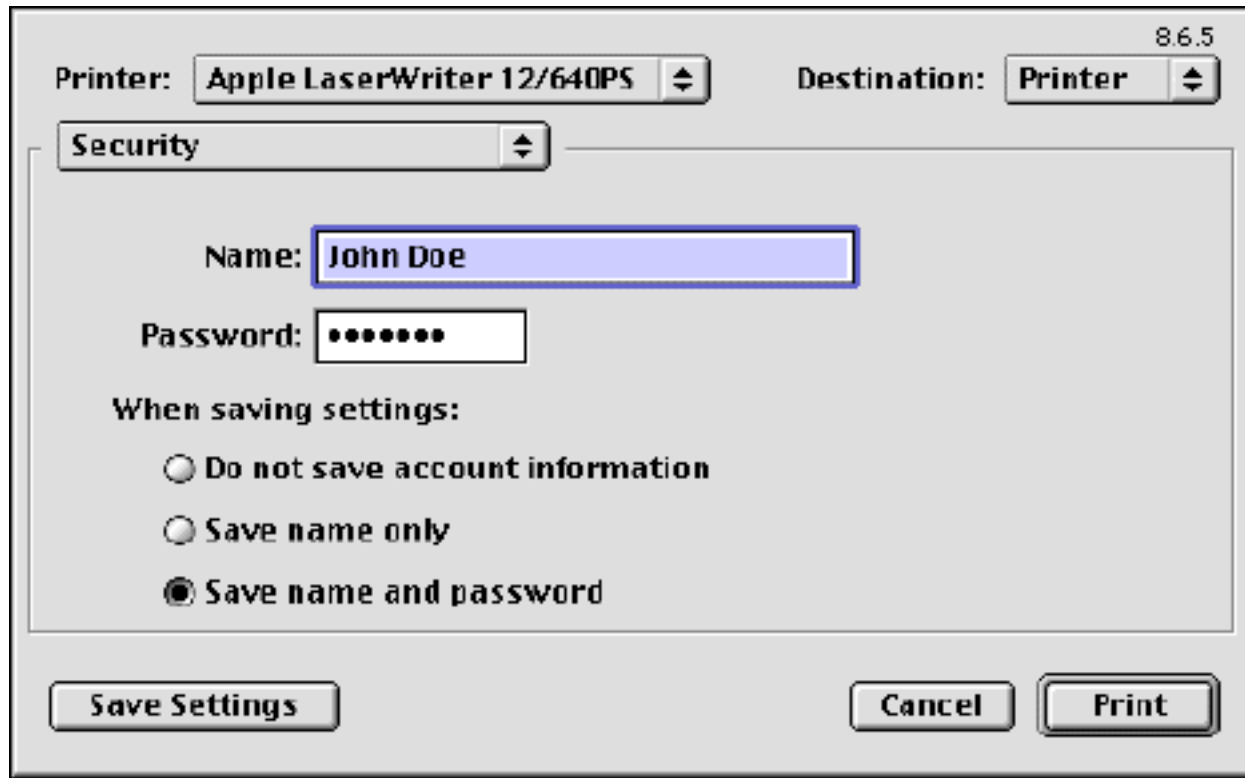 8.6.5
Printer: Apple LaserWriter 12/640PS Destination: Printer
Security
Name: John Doe
Password: •••••••
When saving settings:
Do not save account information
Save name only
Save name and password
Save Settings Cancel Print